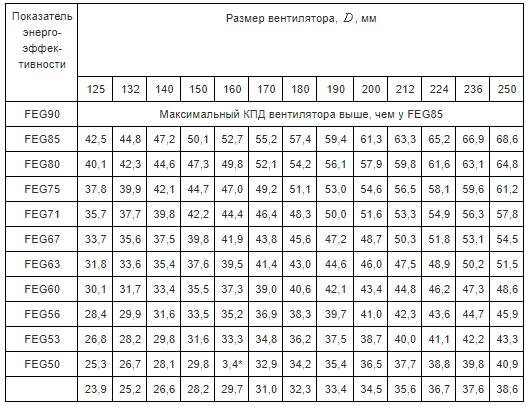 Показатель энерго-эффек-тивности Размер вентилятора, D, мм
125 132 140 150 160 170 180 190 200 212 224 236 250
FEG90 Максимальный КПД вентилятора выше, чем у FEG85
FEG85 42,5 44,8 47,2 50,1 52,7 55,2 57,4 59,4 61,3 63,3 65,2 66,9 68,6
FEG80 40,1 42,3 44,6 47,3 49,8 52,1 54,2 56,1 57,9 59,8 61,6 63,1 64,8
FEG75 37,8 39,9 42,1 44,7 47,0 49,2 51,1 53,0 54,6 56,5 58,1 59,6 61,2
FEG71 35,7 37,7 39,8 42,2 44,4 46,4 48,3 50,0 51,6 53,3 54,9 56,3 57,8
FEG67 33,7 35,6 37,5 39,8 41,9 43,8 45,6 47,2 48,7 50,3 51,8 53,1 54,5
FEG63 31,8 33,6 35,4 37,6 39,5 41,4 43,0 44,6 46,0 47,5 48,9 50,2 51,5
FEG60 30,1 31,7 33,4 35,5 37,3 39,0 40,6 42,1 43,4 44,8 46,2 47,3 48,6
FEG56 28,4 29,9 31,6 33,5 35,2 36,9 38,3 39,7 41,0 42,3 43,6 44,7 45,9
FEG53 26,8 28,2 29,8 31,6 33,3 34,8 36,2 37,5 38,7 40,0 41,1 42,2 43,3
FEG50 25,3 26,7 28,1 29,8 3,4* 32,9 34,2 35,4 36,5 37,7 38,8 39,8 40,9
23,9 25,2 26,6 28,2 29,7 31,0 32,3 33,4 34,5 35,6 36,7 37,6 38,6